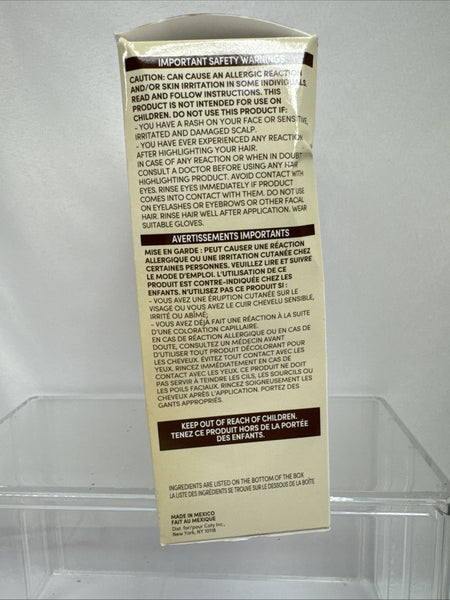 IMPORTANT SAFETY WARNINGS
CAUTION: CAN CAUSE AN ALLERGIC REACTION
AND/OR SKIN IRRITATION IN SOME INDIVIDUALS.
READ AND FOLLOW INSTRUCTIONS. THIS
PRODUCT IS NOT INTENDED FOR USE ON
CHILDREN. DO NOT USE THIS PRODUCT IF:
- YOU HAVE A RASH ON YOUR FACE OR SENSITIVE,
IRRITATED AND DAMAGED SCALP.
- YOU HAVE EVER EXPERIENCED ANY REACTION
AFTER HIGHLIGHTING YOUR HAIR.
IN CASE OF ANY REACTION OR WHEN IN DOUBT
CONSULT A DOCTOR BEFORE USING ANY HAIR
HIGHLIGHTING PRODUCT. AVOID CONTACT WITH
EYES. RINSE EYES IMMEDIATELY IF PRODUCT
COMES INTO CONTACT WITH THEM. DO NOT USE
ON EYELASHES OR EYEBROWS OR OTHER FACIAL
HAIR. RINSE HAIR WELL AFTER APPLICATION. WEAR
SUITABLE GLOVES.
AVERTISSEMENTS IMPORTANTS
MISE EN GARDE : PEUT CAUSER UNE RÉACTION
ALLERGIQUE OU UNE IRRITATION CUTANÉE CHEZ
CERTAINES PERSONNES. VEUILLEZ LIRE ET SUIVRE
LE MODE D'EMPLOI. L'UTILISATION DE CE
PRODUIT EST CONTRE-INDIQUÉE CHEZ LES
ENFANTS. N'UTILISEZ PAS CE PRODUIT SI :
- VOUS AVEZ UNE ÉRUPTION CUTANÉE SUR LE
VISAGE OU VOUS AVEZ LE CUIR CHEVELU SENSIBLE,
IRRITÉ OU ABÎMÉ;
- VOUS AVEZ DÉJÀ FAIT UNE RÉACTION À LA SUITE
D'UNE COLORATION CAPILLAIRE.
EN CAS DE RÉACTION ALLERGIQUE OU EN CAS DE
DOUTE, CONSULTEZ UN MÉDECIN AVANT
D'UTILISER TOUT PRODUIT DÉCOLORANT POUR
LES CHEVEUX. ÉVITEZ TOUT CONTACT AVEC LES
YEUX. RINCEZ IMMÉDIATEMENT EN CAS DE
CONTACT AVEC LES YEUX. CE PRODUIT NE DOIT
PAS SERVIR À TEINDRE LES CILS, LES SOURCILS OU
LES POILS FACIAUX. RINCEZ SOIGNEUSEMENT LES
CHEVEUX APRÈS L'APPLICATION. PORTEZ DES
GANTS APPROPRIÉS.
KEEP OUT OF REACH OF CHILDREN.
TENEZ CE PRODUIT HORS DE LA PORTÉE
DES ENFANTS.
INGREDIENTS ARE LISTED ON THE BOTTOM OF THE BOX
LA LISTE DES INGRÉDIENTS SE TROUVE SUR LE DESSOUS DE LA BOÎTE
MADE IN MEXICO
FAIT AU MEXIQUE
Dist. for/pour Coty Inc.,
New York, NY 10118